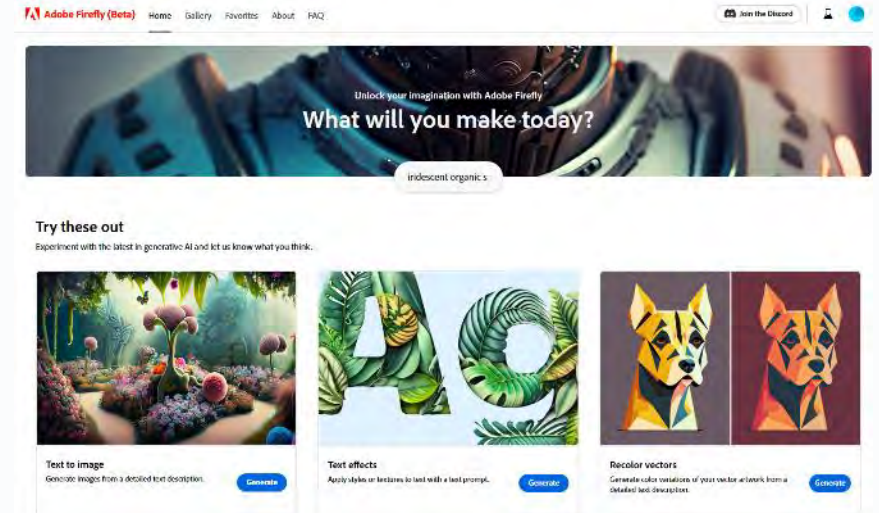 Adobe Firefly (Beta) Home Gallery Favorites About FAQ Join the Discord
Unlock your imagination with Adobe Firefly
What will you make today?
iridescent organic s
Try these out
Experiment with the latest in generative AI and let us know what you think.
Ag
Text to image
Generate images from a detailed text description.
Generate
Text effects
Apply styles or textures to text with a text prompt.
Generate
Recolor vectors
Generate color variations of your vector artwork from a
detailed text description.
Generate